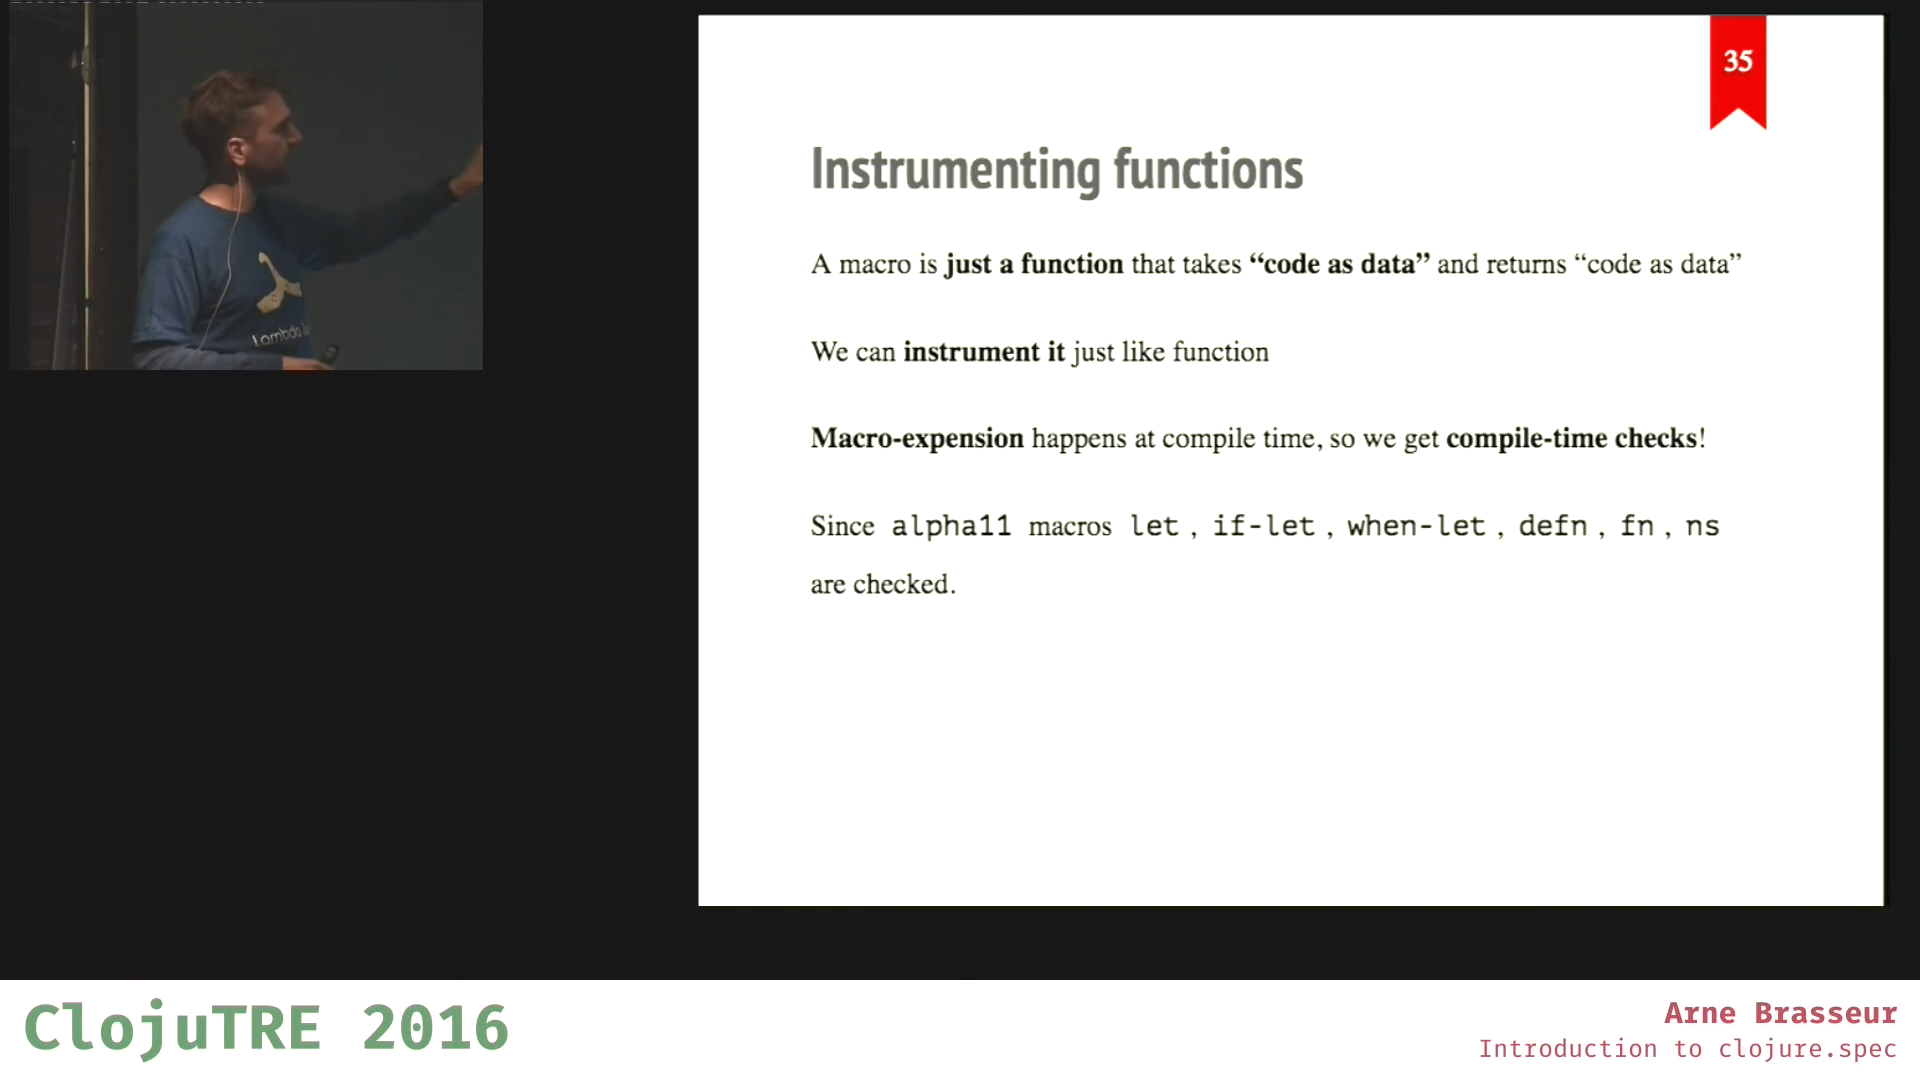 35
Instrumenting functions
A macro is just a function that takes “code as data” and returns “code as data”
We can instrument it just like function
Macro-expension happens at compile time, so we get compile-time checks!
Since alpha11 macros let , if-let , when-let , defn , fn , ns
are checked.
Lambda
ClojuTRE 2016
Arne Brasseur
Introduction to clojure.spec